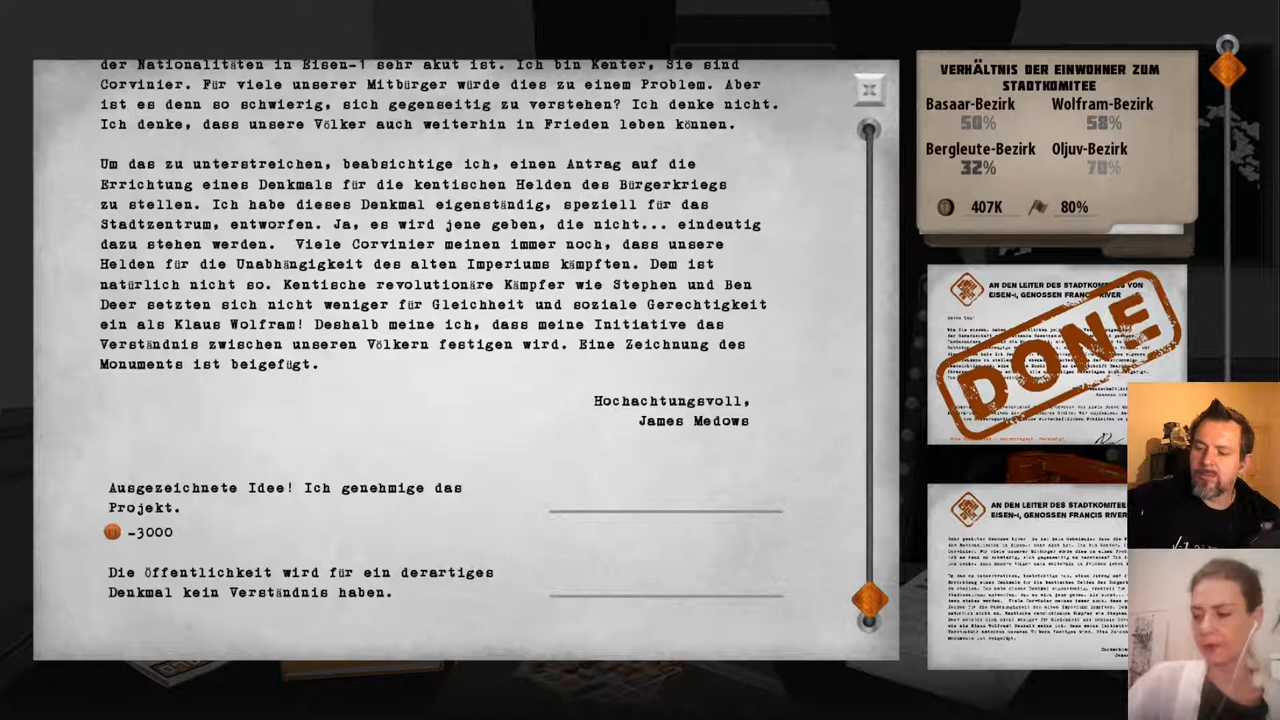 der Nationalitäten in Eisen-1 sehr akut ist. Ich bin Kenter, Sie sind
Corvinier. Für viele unserer Mitbürger würde dies zu einem Problem. Aber
ist es denn so schwierig, sich gegenseitig zu verstehen? Ich denke nicht.
Ich denke, dass unsere Völker auch weiterhin in Frieden leben können.
Um das zu unterstreichen, beabsichtige ich, einen Antrag auf die
Errichtung eines Denkmals für die kentischen Helden des Bürgerkriegs
zu stellen. Ich habe dieses Denkmal eigenständig, speziell für das
Stadtzentrum, entworfen. Ja, es wird jene geben, die nicht... eindeutig
dazu stehen werden. Viele Corvinier meinen immer noch, dass unsere
Helden für die Unabhängigkeit des alten Imperiums kämpften. Dem ist
natürlich nicht so. Kentische revolutionäre Kämpfer wie Stephen und Ben
Deer setzten sich nicht weniger für Gleichheit und soziale Gerechtigkeit
ein als Klaus Wolfram! Deshalb meine ich, dass meine Initiative das
Verständnis zwischen unseren Völkern festigen wird. Eine Zeichnung des
Monuments ist beigefügt.
Hochachtungsvoll,
James Medows
Ausgezeichnete Idee! Ich genehmige das
Projekt.
-3000
Die Öffentlichkeit wird für ein derartiges
Denkmal kein Verständnis haben.
VERHÄLTNIS DER EINWOHNER ZUM
STADTKOMITEE
Basaar-Bezirk Wolfram-Bezirk
50% 58%
Bergleute-Bezirk Oljuv-Bezirk
32% 70%
407K 80%
AN DEN LEITER DES STADTKOMITEES VON
EISEN-1, GENOSSEN FRANCIS RIVER
DONE
AN DEN LEITER DES STADTKOMITEE
EISEN-1, GENOSSEN FRANCIS RIVER